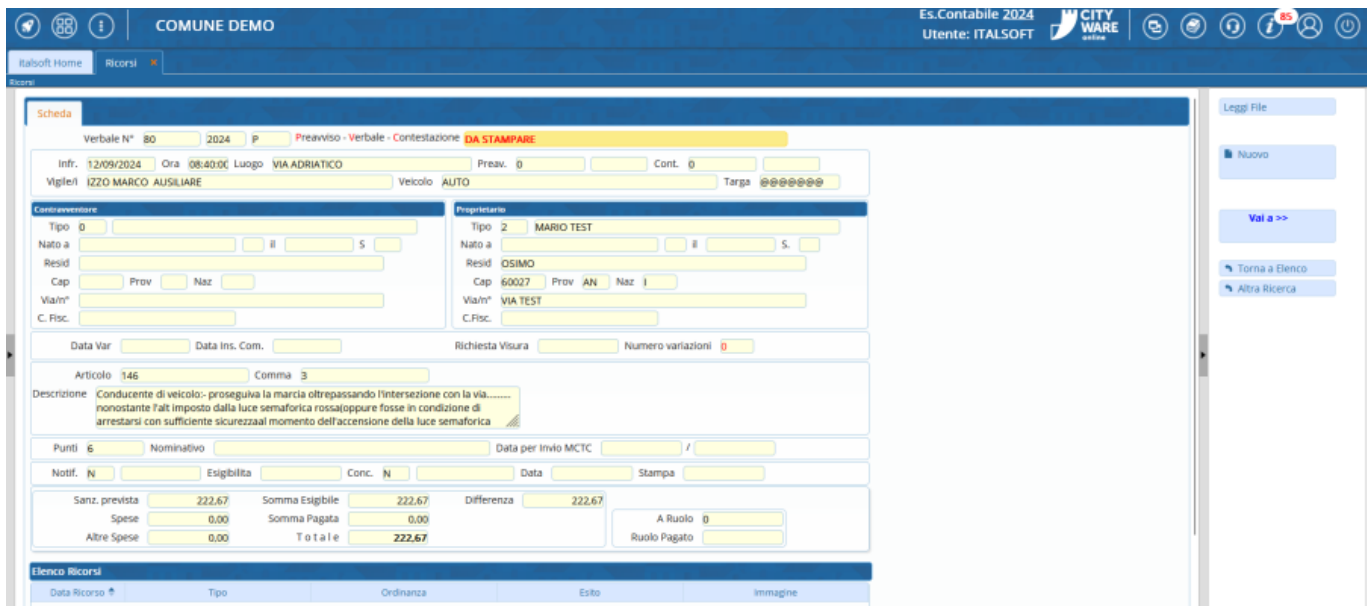 COMUNE DEMO
Es.Contabile 2024
Utente: ITALSOFT
CITY
WARE
online
85
Italsoft Home
Ricorsi
Ricorsi
Scheda
Verbale N° 80 2024 P Preavviso - Verbale - Contestazione DA STAMPARE
Infr. 12/09/2024 Ora 08:40:00 Luogo VIA ADRIATICO Preav. 0 Cont. 0
Vigile/i IZZO MARCO AUSILIARE Veicolo AUTO Targa @@@@@@@
Contravventore
Tipo 0
Nato a il S
Resid
Cap Prov Naz
Via/n°
C. Fisc.
Proprietario
Tipo 2 MARIO TEST
Nato a il S.
Resid OSIMO
Cap 60027 Prov AN Naz I
Via/n° VIA TEST
C.Fisc.
Data Var Data Ins. Com. Richiesta Visura Numero variazioni 0
Articolo 146 Comma 3
Descrizione Conducente di veicolo:- proseguiva la marcia oltrepassando l'intersezione con la via.........
nonostante l'alt imposto dalla luce semaforica rossa(oppure fosse in condizione di
arrestarsi con sufficiente sicurezzaal momento dell'accensione della luce semaforica
Punti 6 Nominativo Data per Invio MCTC /
Notif. N Esigibilita Conc. N Data Stampa
Sanz. prevista 222,67 Somma Esigibile 222,67 Differenza 222,67
Spese 0,00 Somma Pagata 0,00 A Ruolo 0
Altre Spese 0,00 Totale 222,67 Ruolo Pagato
Elenco Ricorsi
Data Ricorso Tipo Ordinanza Esito Immagine
Leggi File
Nuovo
Vai a >>
Torna a Elenco
Altra Ricerca